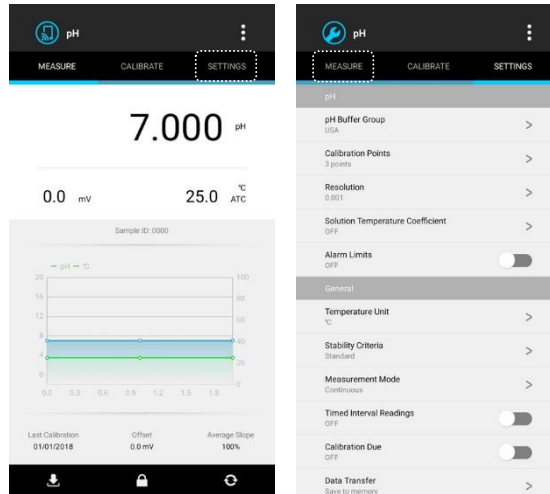 pH
MEASURE CALIBRATE SETTINGS
7.000 pH
0.0 mV 25.0 °C ATC
Sample ID: 0000
pH °C
20 100
16 80
12 60
8 40
4 20
0 0
0.0 0.3 0.6 0.9 1.2 1.5 1.8
Last Calibration Offset Average Slope
01/01/2018 0.0 mV 100%
pH
MEASURE CALIBRATE SETTINGS
pH
pH Buffer Group
USA
Calibration Points
3 points
Resolution
0.001
Solution Temperature Coefficient
OFF
Alarm Limits
OFF
General
Temperature Unit
°C
Stability Criteria
Standard
Measurement Mode
Continuous
Timed Interval Readings
OFF
Calibration Due
OFF
Data Transfer
Save to memory